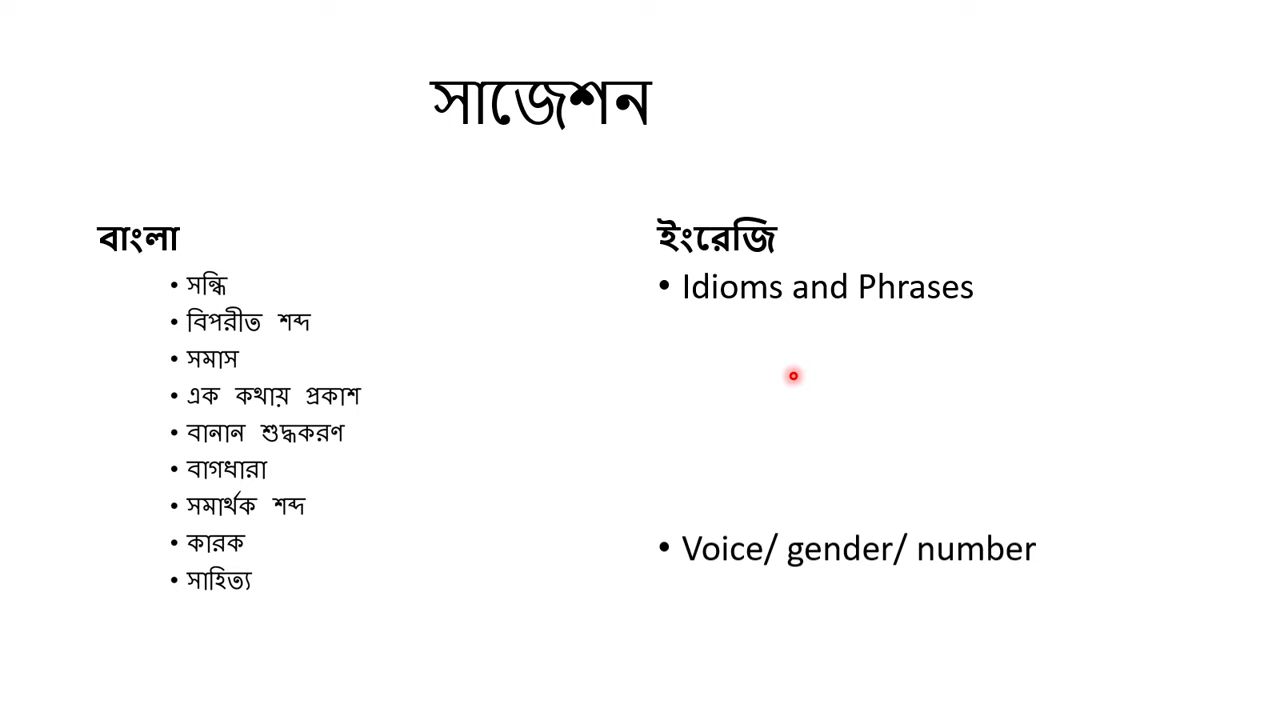 সাজেশন
বাংলা
• সন্ধি
• বিপরীত শব্দ
• সমাস
• এক কথায় প্রকাশ
• বানান শুদ্ধকরণ
• বাগধারা
• সমার্থক শব্দ
• কারক
• সাহিত্য
ইংরেজি
• Idioms and Phrases
• Voice/ gender/ number